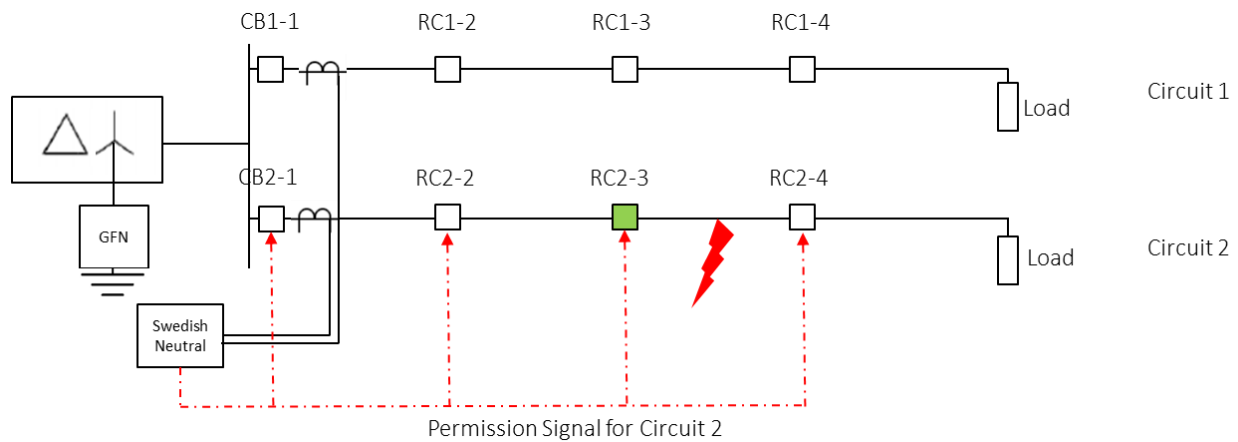 CB1-1
RC1-2
RC1-3
RC1-4
Load
Circuit 1
CB2-1
RC2-2
RC2-3
RC2-4
GFN
Load
Circuit 2
Swedish
Neutral
Permission Signal for Circuit 2